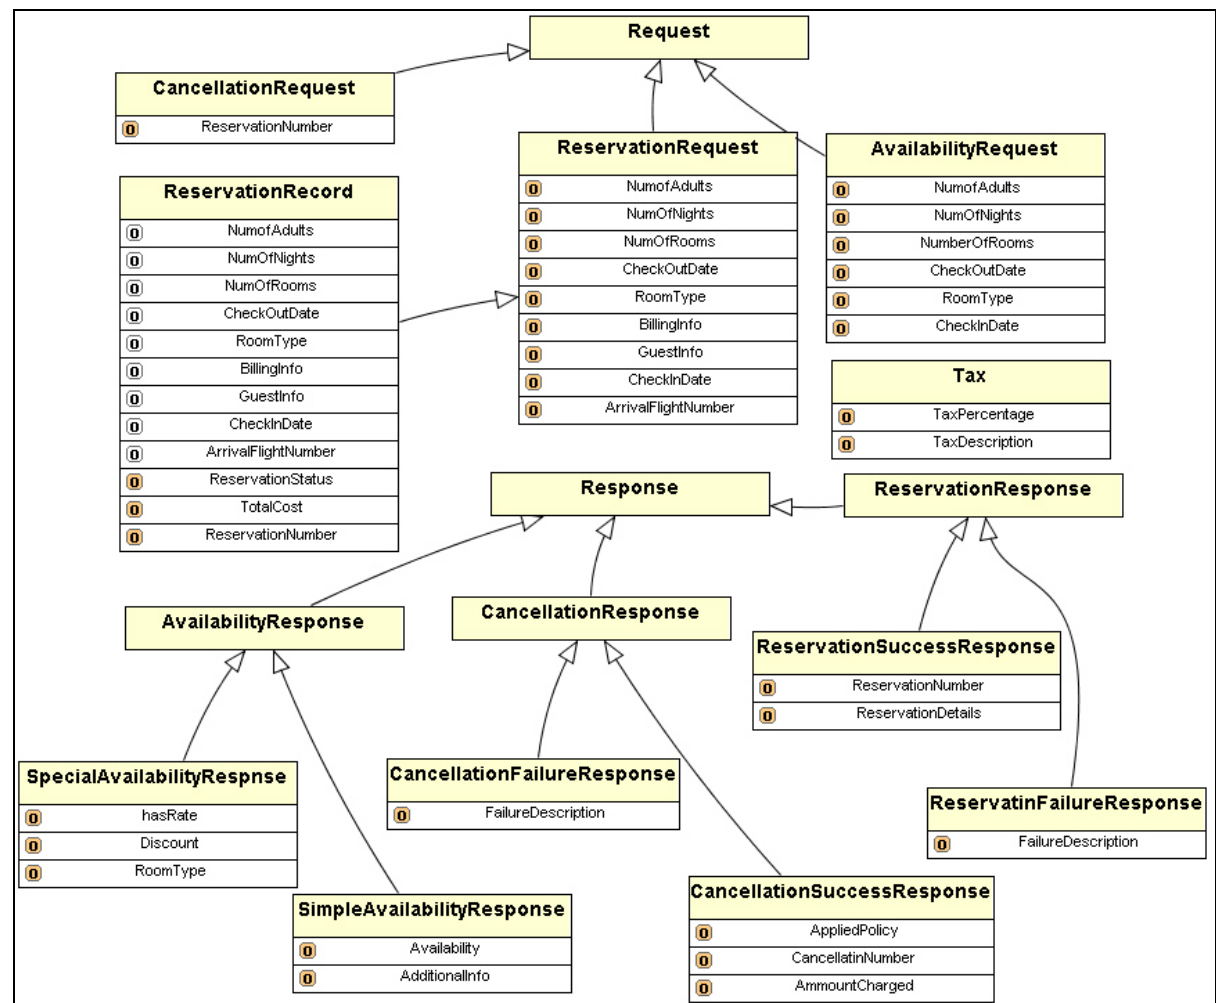 Request
CancellationRequest
ReservationNumber
ReservationRequest
NumofAdults
NumOfNights
NumOfRooms
CheckOutDate
RoomType
BillingInfo
GuestInfo
CheckInDate
ArrivalFlightNumber
AvailabilityRequest
NumofAdults
NumOfNights
NumberOfRooms
CheckOutDate
RoomType
CheckInDate
ReservationRecord
NumofAdults
NumOfNights
NumOfRooms
CheckOutDate
RoomType
BillingInfo
GuestInfo
CheckInDate
ArrivalFlightNumber
ReservationStatus
TotalCost
ReservationNumber
Tax
TaxPercentage
TaxDescription
Response
ReservationResponse
AvailabilityResponse
CancellationResponse
ReservationSuccessResponse
ReservationNumber
ReservationDetails
SpecialAvailabilityRespnse
hasRate
Discount
RoomType
CancellationFailureResponse
FailureDescription
ReservatinFailureResponse
FailureDescription
SimpleAvailabilityResponse
Availability
AdditionalInfo
CancellationSuccessResponse
AppliedPolicy
CancellatinNumber
AmmountCharged